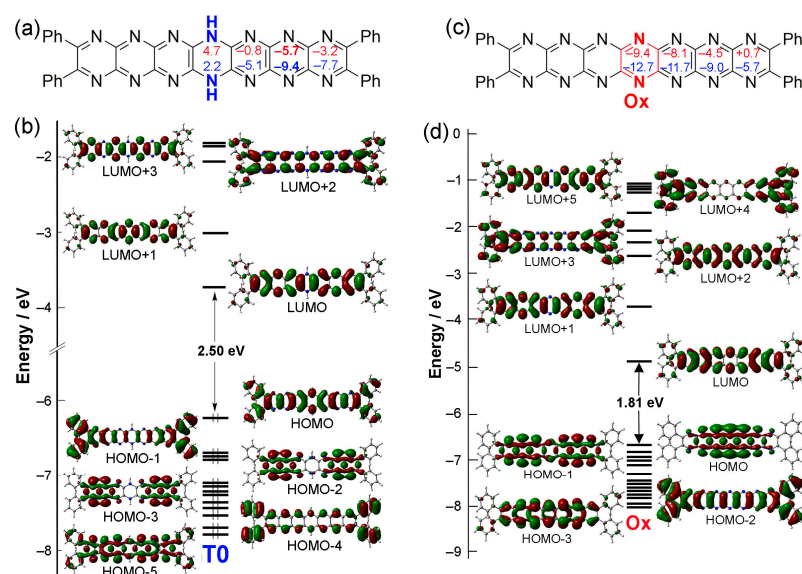 (a)
H
Ph N N N N N N Ph
4.7 −0.8 −5.7 −3.2
2.2 −5.1 −9.4 −7.7
Ph N N N N N N Ph
H
(c)
Ph N N N N N N Ph
−9.4 −8.1 −4.5 +0.7
−12.7 −11.7 −9.0 −5.7
Ph N N N N N N Ph
Ox
(b)
Energy / eV
−2
−3
−4
−6
−7
−8
LUMO+3
LUMO+2
LUMO+1
LUMO
2.50 eV
HOMO
HOMO-1
HOMO-2
HOMO-3
HOMO-4
HOMO-5
T0
(d)
Energy / eV
0
−1
−2
−3
−4
−5
−6
−7
−8
−9
LUMO+5
LUMO+4
LUMO+3
LUMO+2
LUMO+1
LUMO
1.81 eV
HOMO
HOMO-1
HOMO-2
HOMO-3
Ox